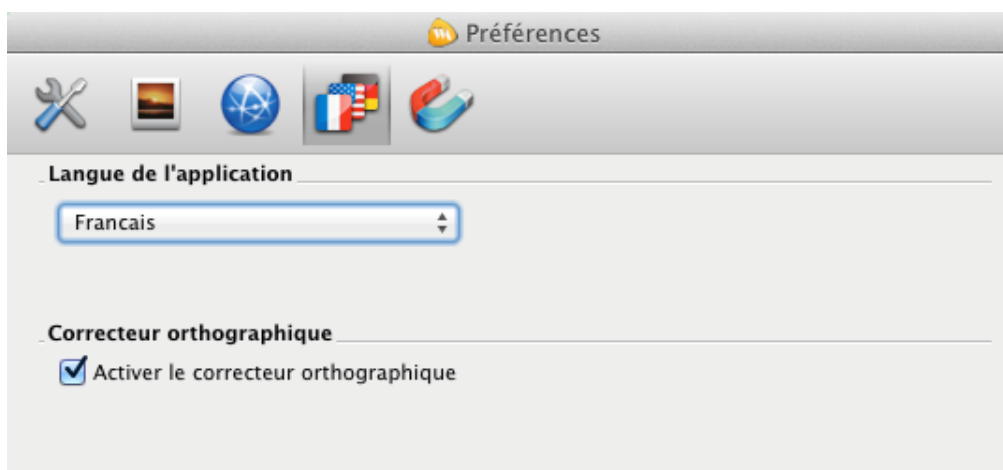 Préférences
Langue de l'application
Francais
Correcteur orthographique
Activer le correcteur orthographique